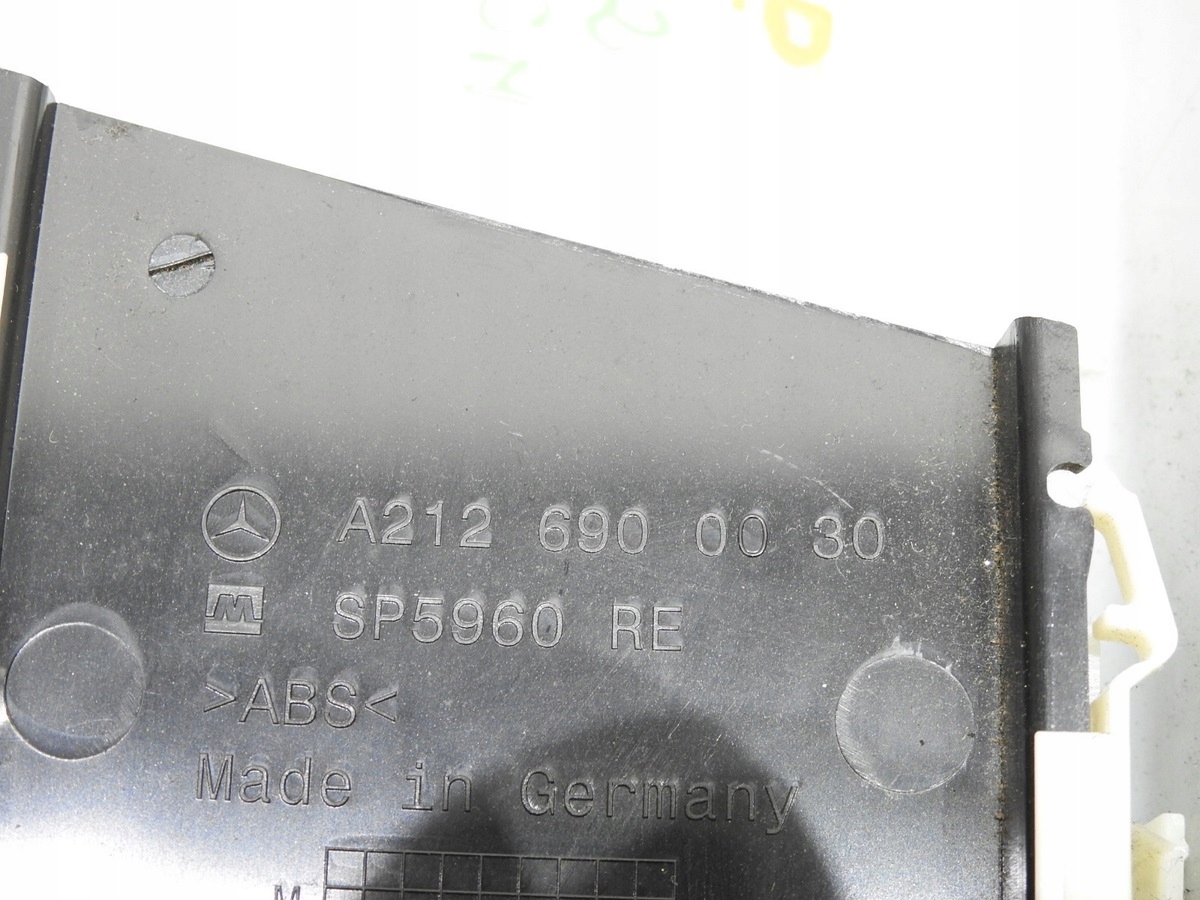 A212 690 00 30
SP5960 RE
>ABS<
Made in Germany
M